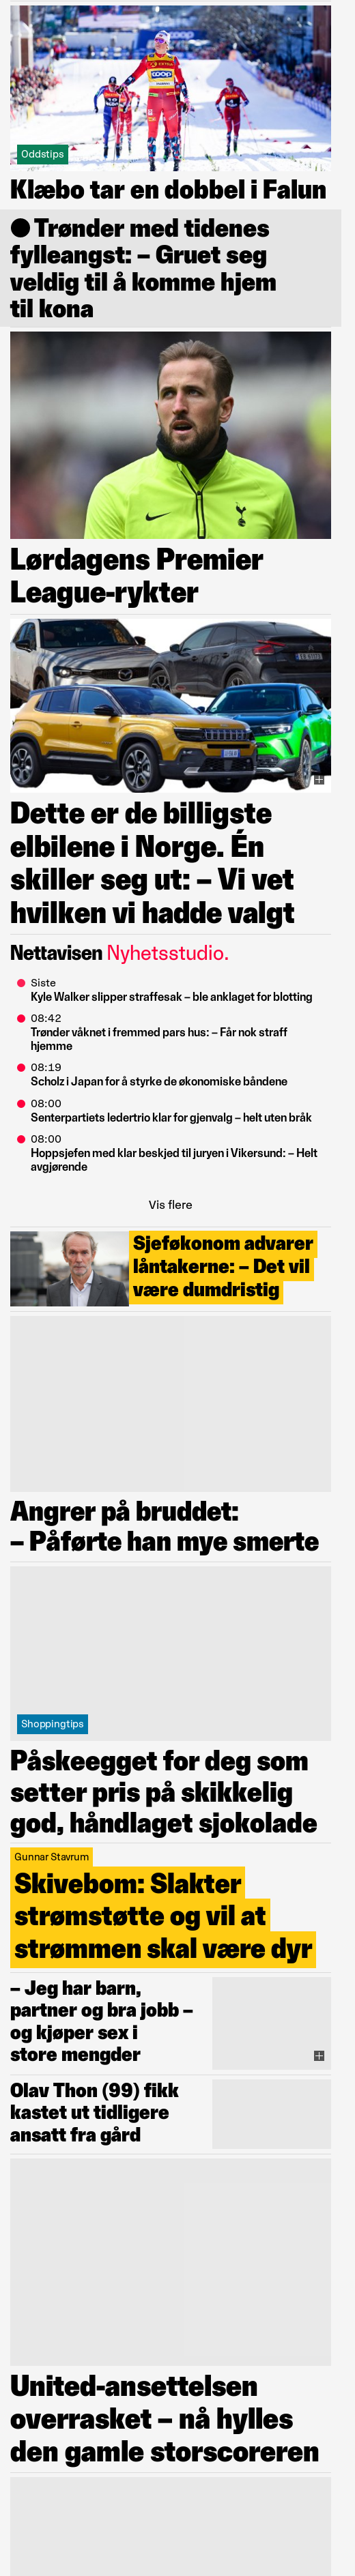 Oddstips
Klæbo tar en dobbel i Falun
Trønder med tidenes
fylleangst: – Gruet seg
veldig til å komme hjem
til kona
Lørdagens Premier
League-rykter
Dette er de billigste
elbilene i Norge. Én
skiller seg ut: – Vi vet
hvilken vi hadde valgt
Nettavisen Nyhetsstudio.
Siste
Kyle Walker slipper straffesak – ble anklaget for blotting
08:42
Trønder våknet i fremmed pars hus: – Får nok straff
hjemme
08:19
Scholz i Japan for å styrke de økonomiske båndene
08:00
Senterpartiets ledertrio klar for gjenvalg – helt uten bråk
08:00
Hoppsjefen med klar beskjed til juryen i Vikersund: – Helt
avgjørende
Vis flere
Sjeføkonom advarer
låntakerne: – Det vil
være dumdristig
Angrer på bruddet:
– Påførte han mye smerte
Shoppingtips
Påskeegget for deg som
setter pris på skikkelig
god, håndlaget sjokolade
Gunnar Stavrum
Skivebom: Slakter
strømstøtte og vil at
strømmen skal være dyr
– Jeg har barn,
partner og bra jobb –
og kjøper sex i
store mengder
Olav Thon (99) fikk
kastet ut tidligere
ansatt fra gård
United-ansettelsen
overrasket – nå hylles
den gamle storscoreren